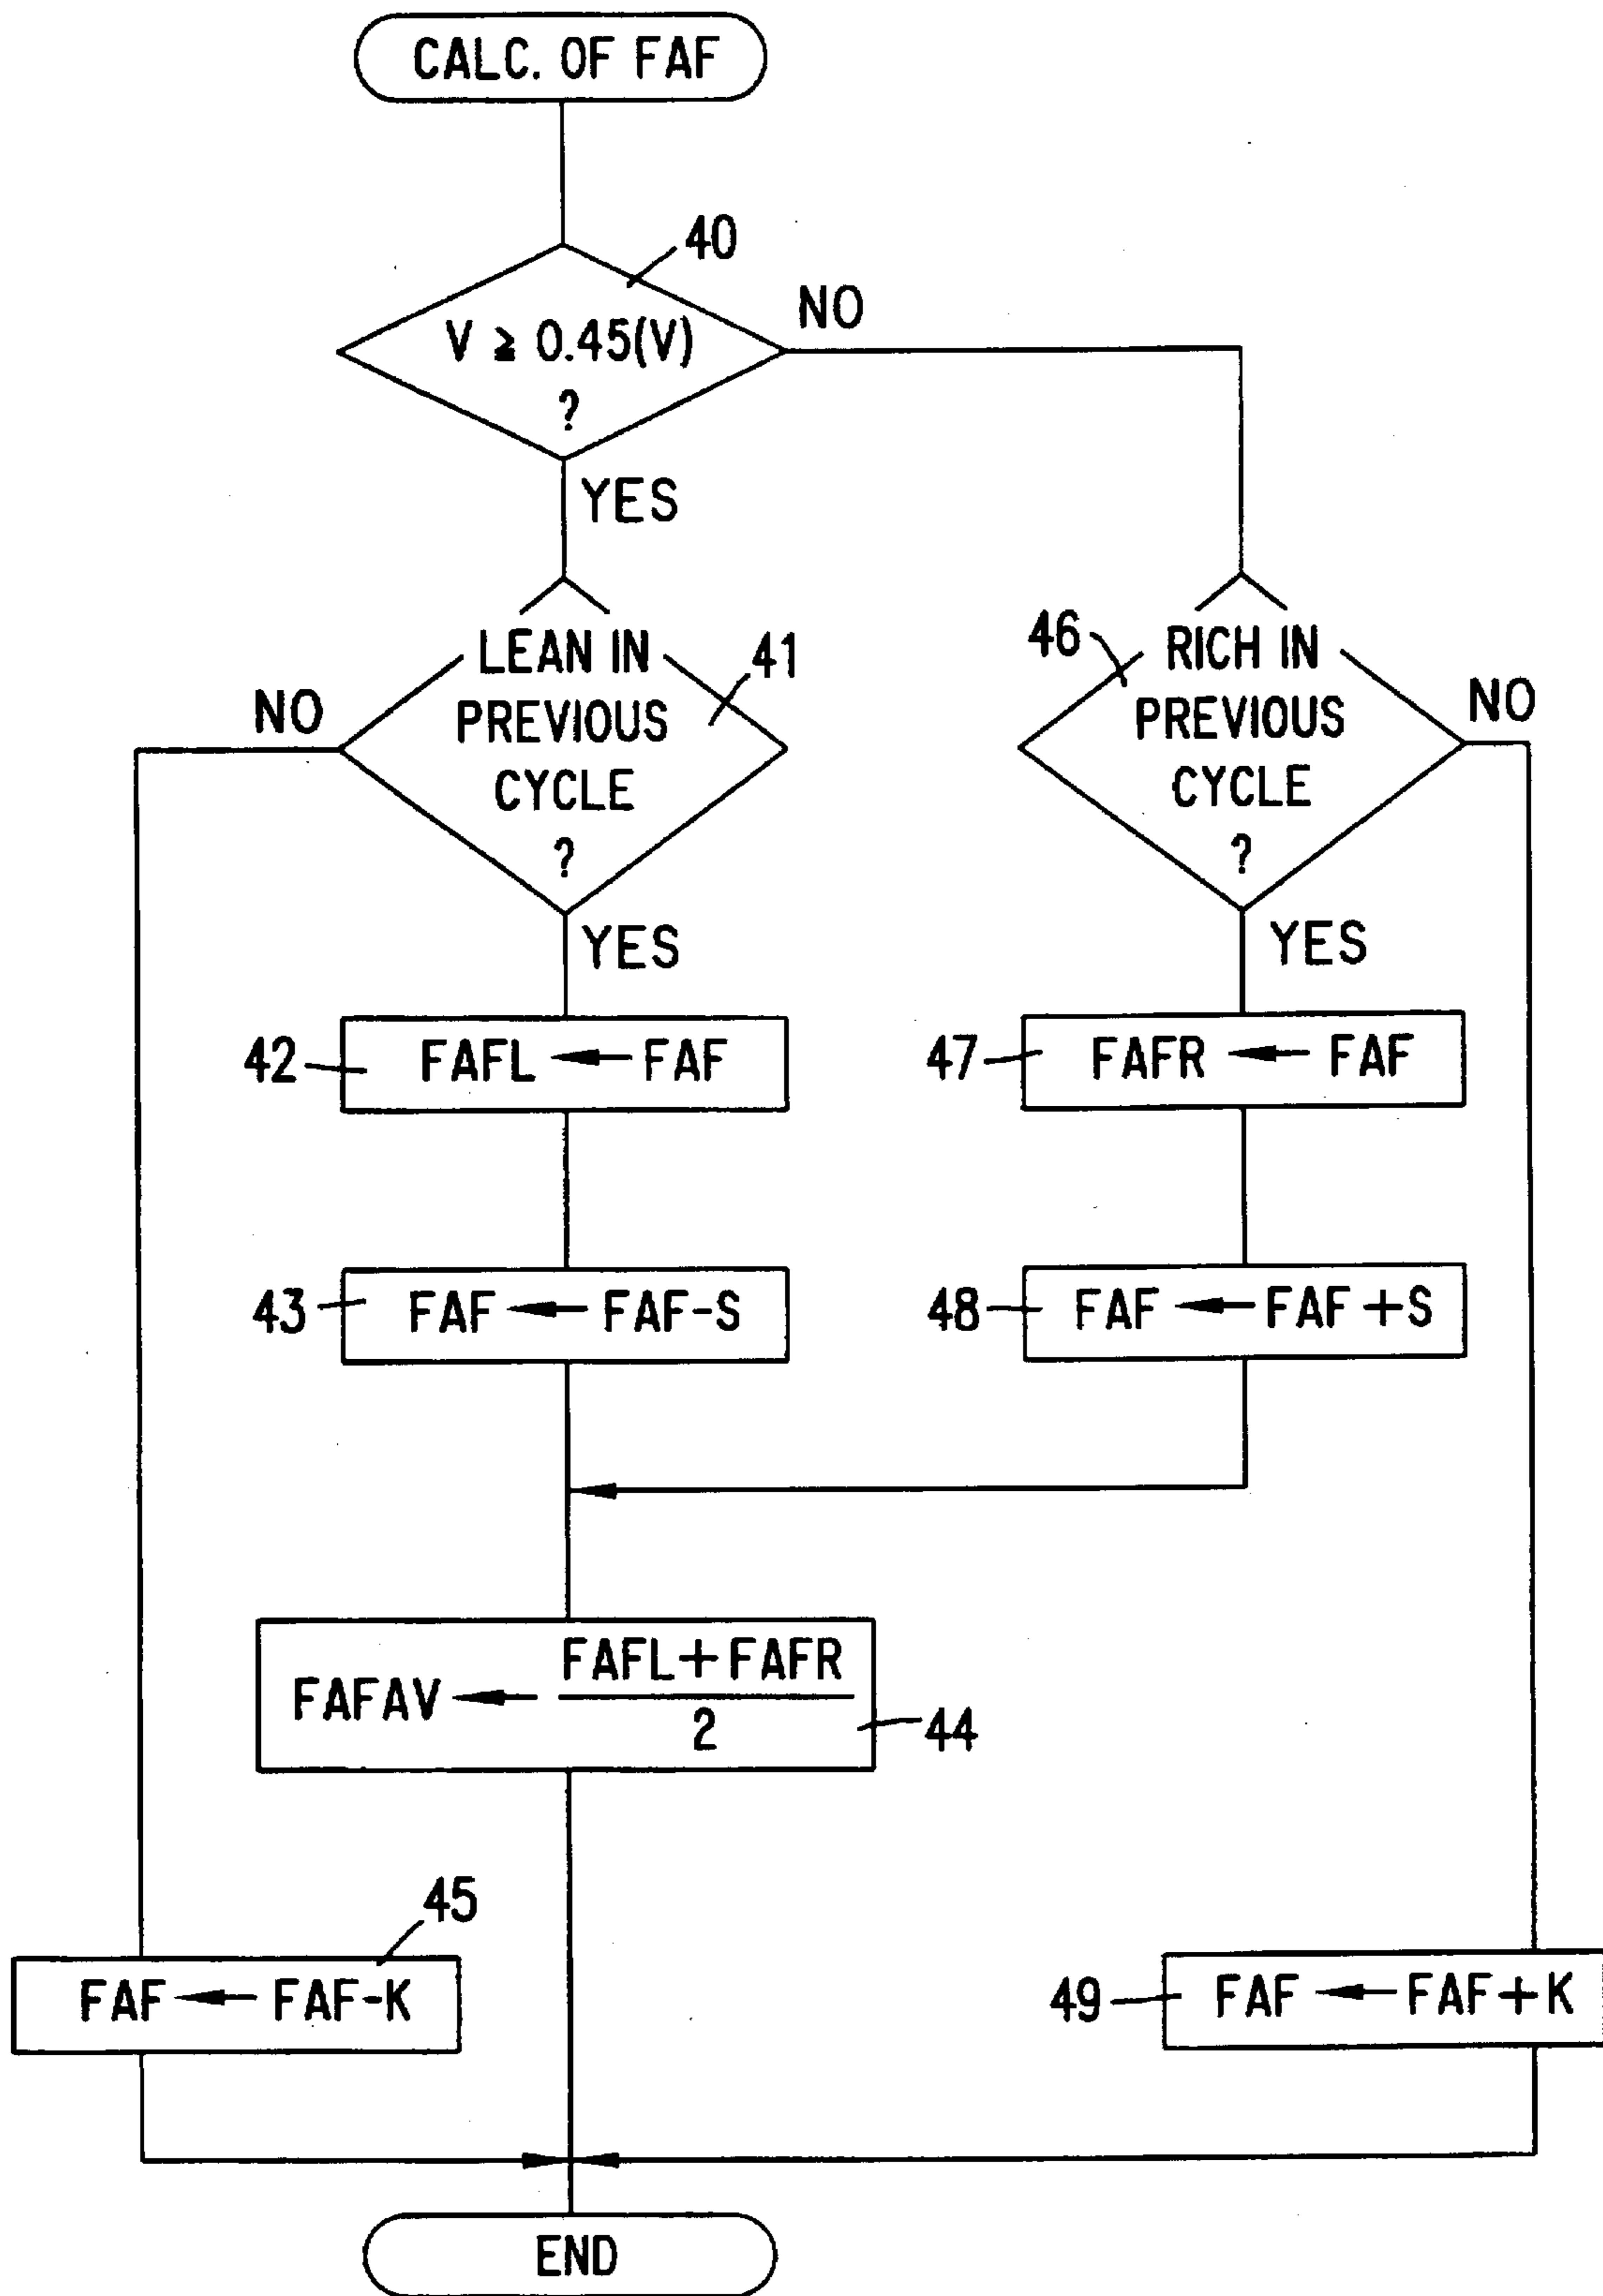 CALC. OF FAF
40
V ≧ 0.45(V)
?
NO
YES
LEAN IN
PREVIOUS
CYCLE
?
41
NO
YES
46
RICH IN
PREVIOUS
CYCLE
?
NO
YES
42
FAFL ← FAF
47
FAFR ← FAF
43
FAF ← FAF-S
48
FAF ← FAF+S
FAFAV ← FAFL+FAFR
2
44
45
FAF ← FAF-K
49
FAF ← FAF+K
END